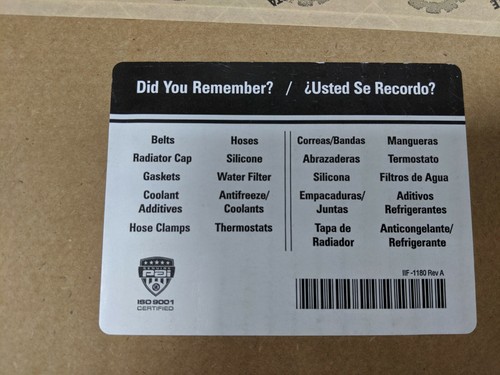 Did You Remember? / ¿Usted Se Recordo?
Belts Hoses
Radiator Cap Silicone
Gaskets Water Filter
Coolant Additives Antifreeze/ Coolants
Hose Clamps Thermostats
Correas/Bandas Mangueras
Abrazaderas Termostato
Silicona Filtros de Agua
Empacaduras/ Juntas Aditivos Refrigerantes
Tapa de Radiador Anticongelante/ Refrigerante
IIF-1180 Rev A
PAI
ISO 9001
CERTIFIED